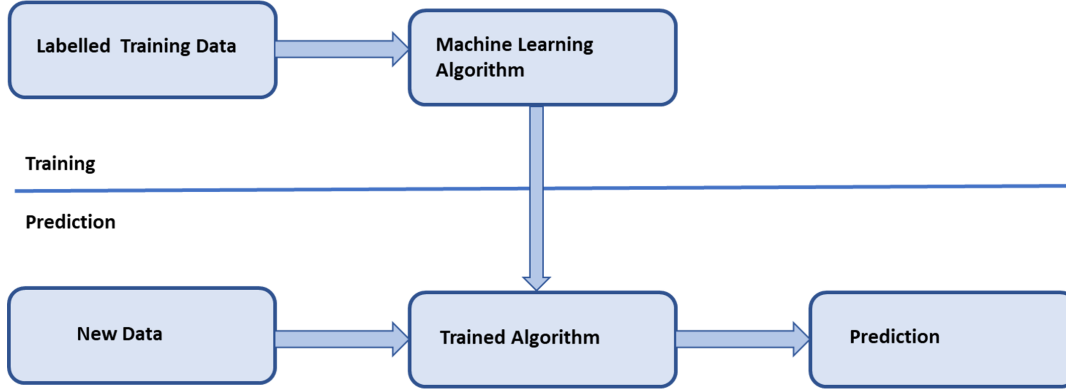 Labelled  Training Data
Machine Learning
Algorithm
Training
Prediction
New Data
Trained Algorithm
Prediction